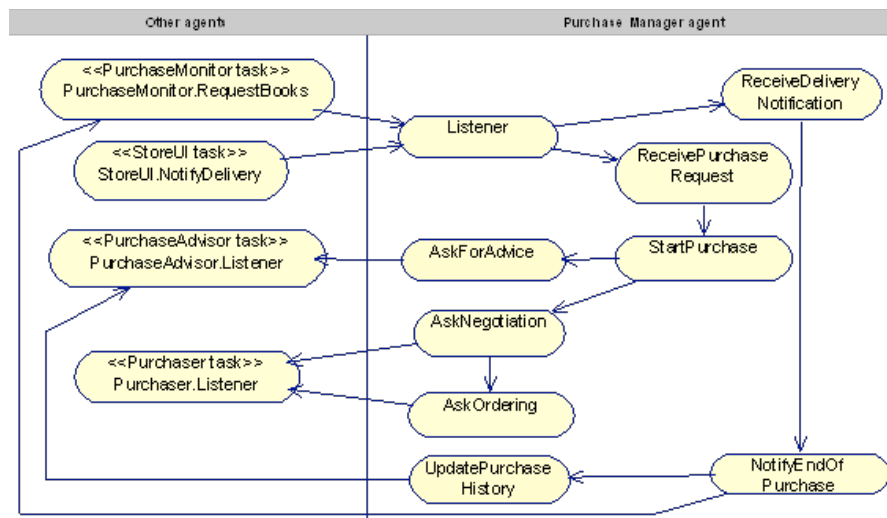 Other agents
Purchase Manager agent
<<PurchaseMonitor task>>
PurchaseMonitor.RequestBooks
ReceiveDelivery
Notification
Listener
<<StoreUI task>>
StoreUI.NotifyDelivery
ReceivePurchase
Request
<<PurchaseAdvisor task>>
PurchaseAdvisor.Listener
AskForAdvice
StartPurchase
AskNegotiation
<<Purchaser task>>
Purchaser.Listener
AskOrdering
UpdatePurchase
History
NotifyEndOf
Purchase